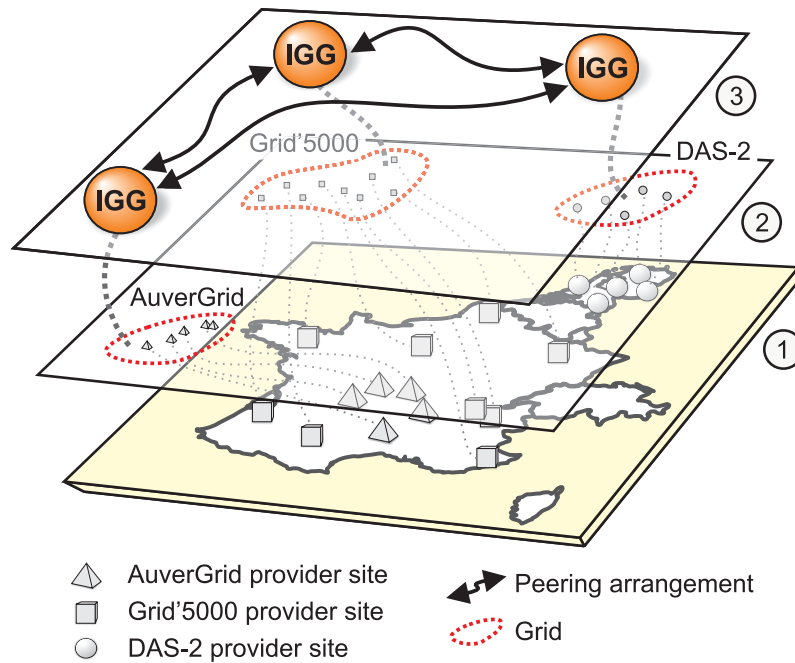 IGG
IGG
3
Grid'5000
DAS-2
IGG
2
AuverGrid
1
AuverGrid provider site
Peering arrangement
Grid'5000 provider site
Grid
DAS-2 provider site